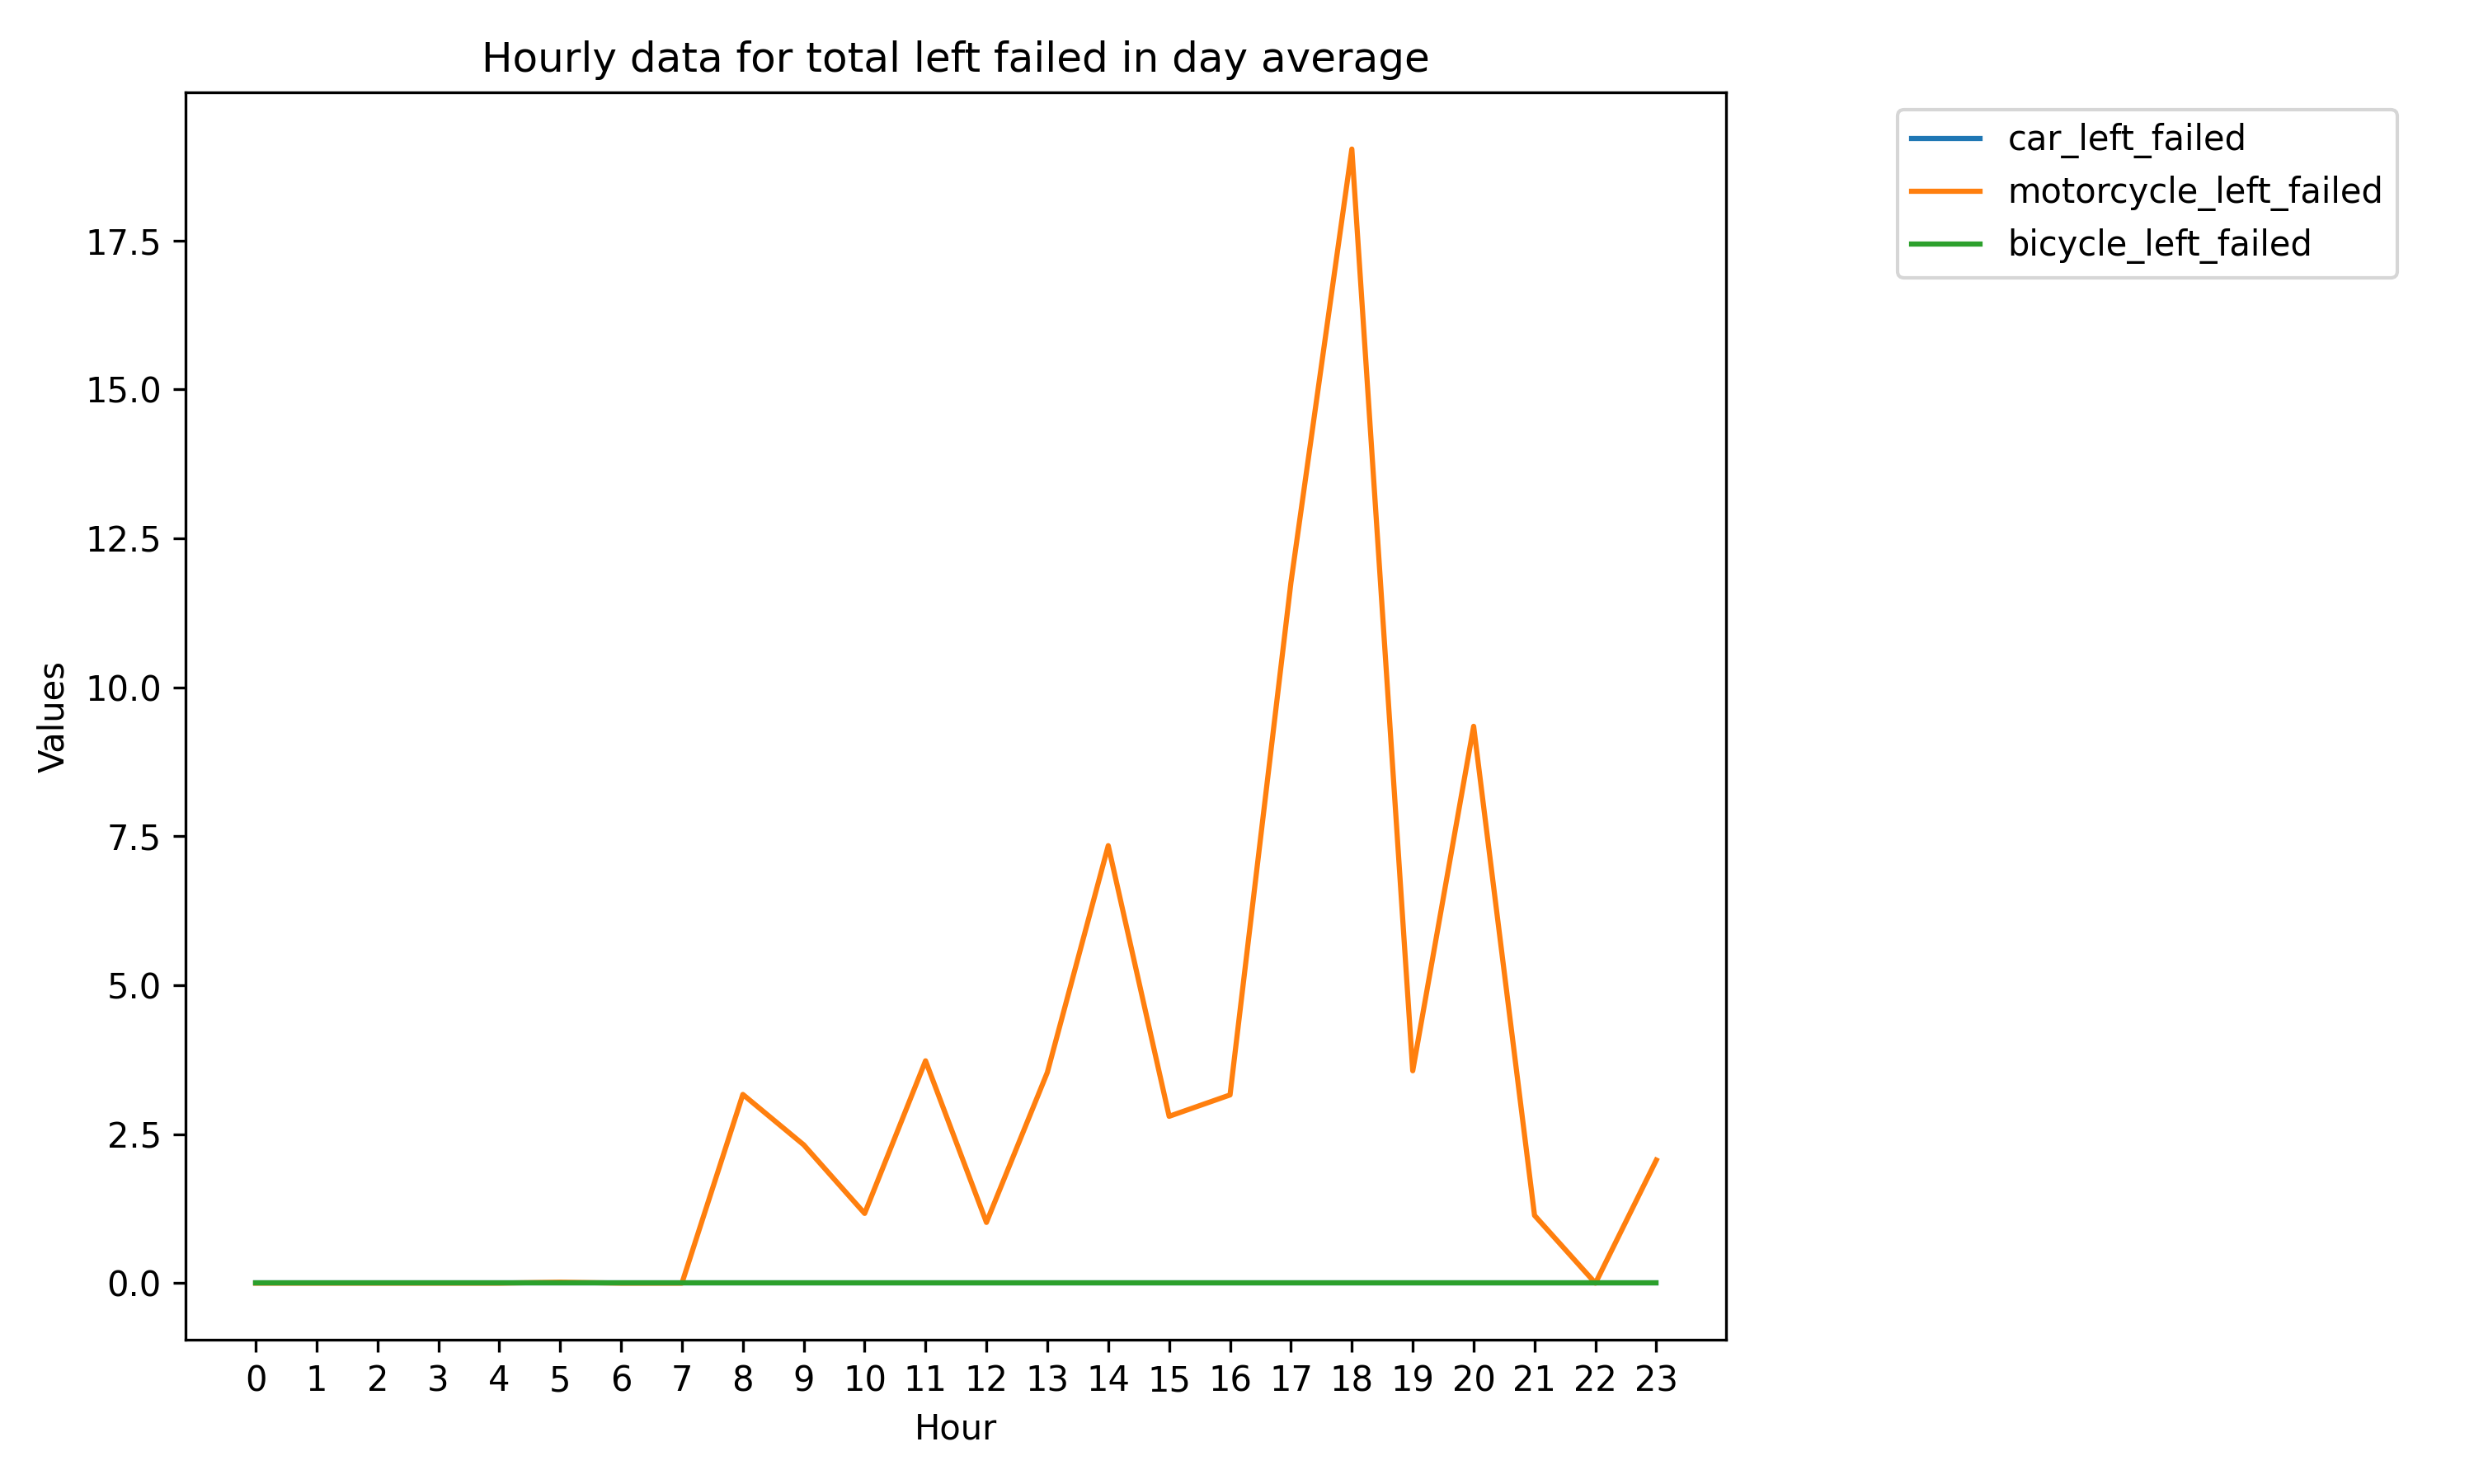 Hourly data for total left failed in day average
car_left_failed
motorcycle_left_failed
bicycle_left_failed
17.5
15.0
12.5
10.0
7.5
5.0
2.5
0.0
Values
0 1 2 3 4 5 6 7 8 9 10 11 12 13 14 15 16 17 18 19 20 21 22 23
Hour